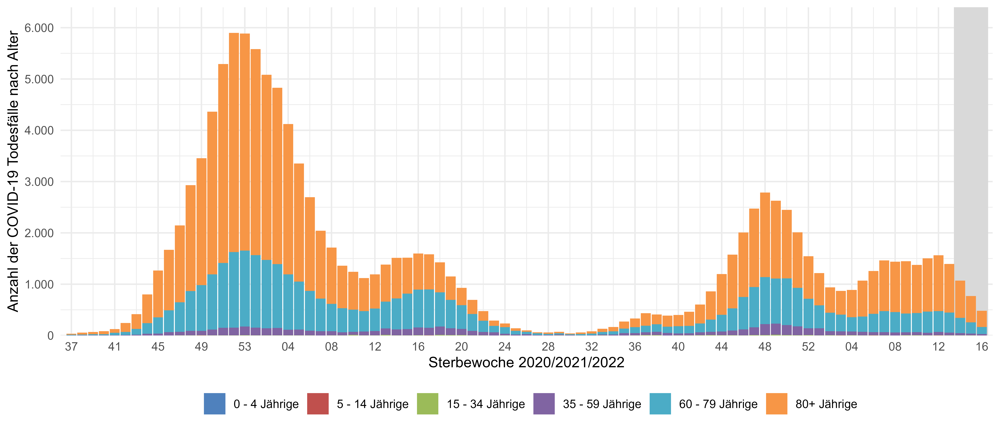 Anzahl der COVID-19 Todesfälle nach Alter
6.000
5.000
4.000
3.000
2.000
1.000
0
37 41 45 49 53 04 08 12 16 20 24 28 32 36 40 44 48 52 04 08 12 16
Sterbewoche 2020/2021/2022
0 - 4 Jährige 5 - 14 Jährige 15 - 34 Jährige 35 - 59 Jährige 60 - 79 Jährige 80+ Jährige